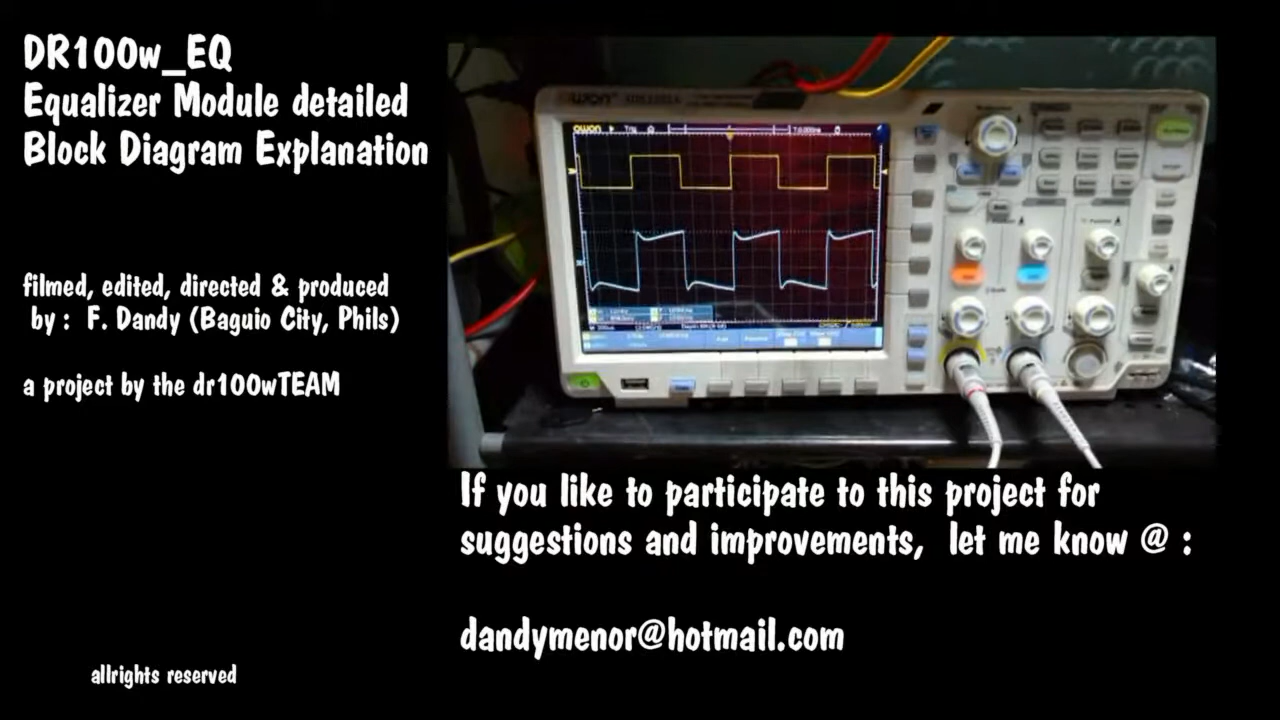 DR100w_EQ
Equalizer Module detailed
Block Diagram Explanation
filmed, edited, directed & produced
by : F. Dandy (Baguio City, Phils)
a project by the dr100wTEAM
allrights reserved
owon
If you like to participate to this project for
suggestions and improvements, let me know @ :
dandymenor@hotmail.com